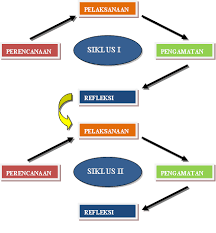 PELAKSANAAN
SIKLUS I
PERENCANAAN
PENGAMATAN
REFLEKSI
PELAKSANAAN
SIKLUS II
PERENCANAAN
PENGAMATAN
REFLEKSI